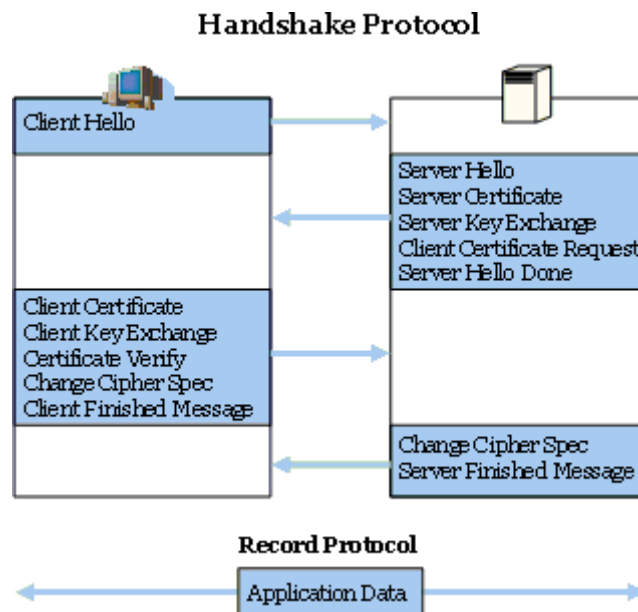 Handshake Protocol
Client Hello
Server Hello
Server Certificate
Server Key Exchange
Client Certificate Request
Server Hello Done
Client Certificate
Client Key Exchange
Certificate Verify
Change Cipher Spec
Client Finished Message
Change Cipher Spec
Server Finished Message
Record Protocol
Application Data